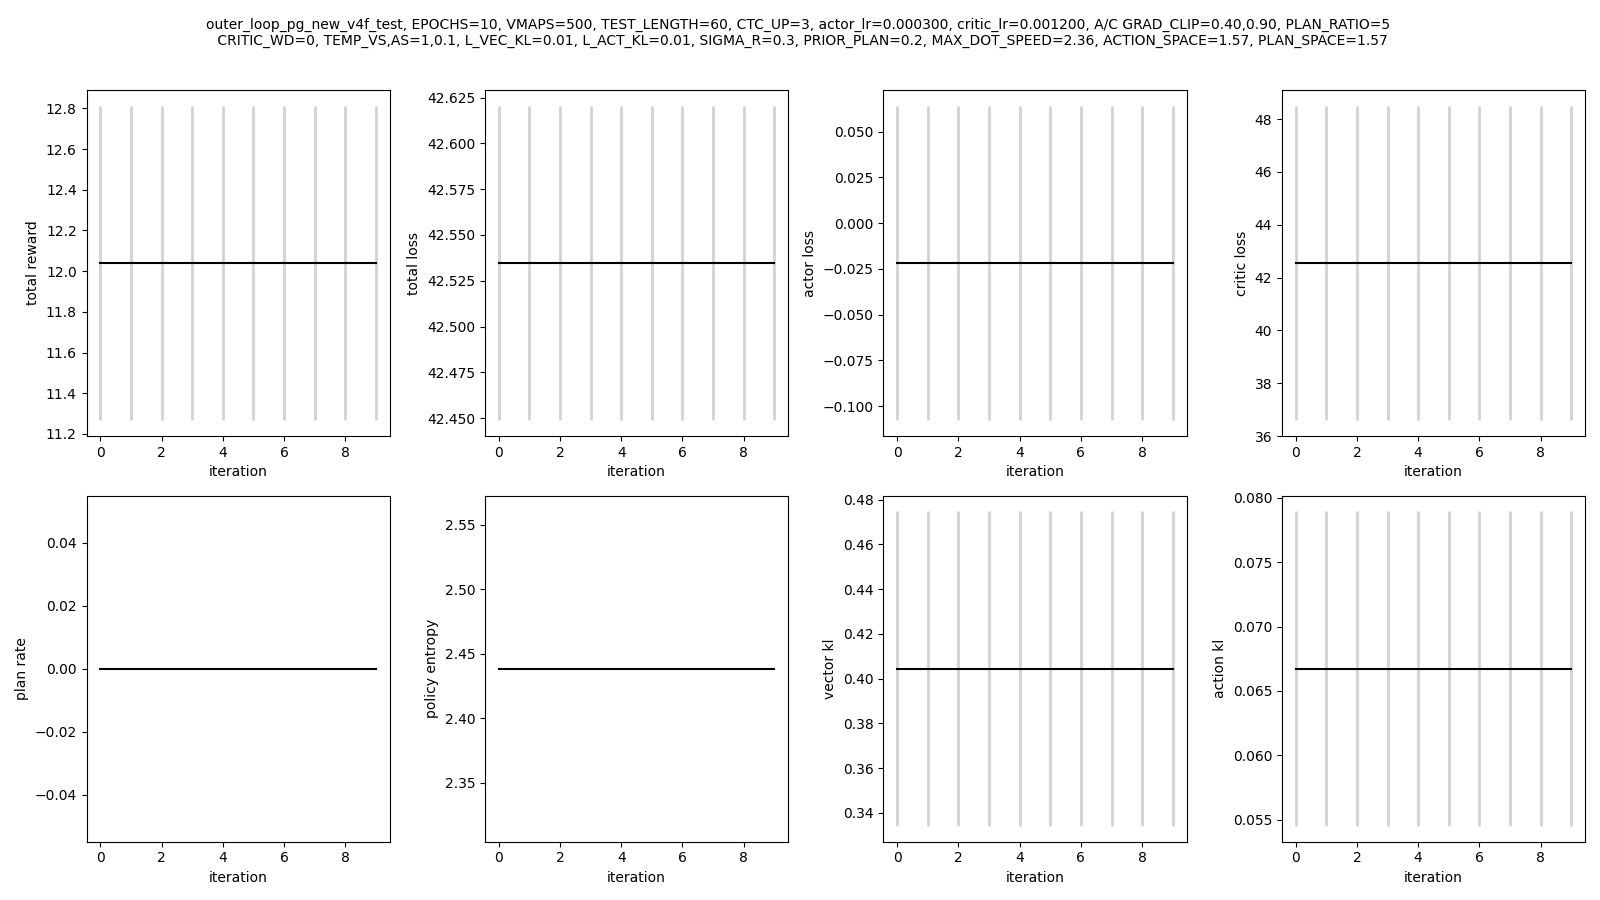 outer_loop_pg_new_v4f_test, EPOCHS=10, VMAPS=500, TEST_LENGTH=60, CTC_UP=3, actor_lr=0.000300, critic_lr=0.001200, A/C GRAD_CLIP=0.40,0.90, PLAN_RATIO=5
CRITIC_WD=0, TEMP_VS,AS=1,0.1, L_VEC_KL=0.01, L_ACT_KL=0.01, SIGMA_R=0.3, PRIOR_PLAN=0.2, MAX_DOT_SPEED=2.36, ACTION_SPACE=1.57, PLAN_SPACE=1.57
total reward
12.8
12.6
12.4
12.2
12.0
11.8
11.6
11.4
11.2
0 2 4 6 8
iteration
total loss
42.625
42.600
42.575
42.550
42.525
42.500
42.475
42.450
0 2 4 6 8
iteration
actor loss
0.050
0.025
0.000
−0.025
−0.050
−0.075
−0.100
0 2 4 6 8
iteration
critic loss
48
46
44
42
40
38
36
0 2 4 6 8
iteration
plan rate
0.04
0.02
0.00
−0.02
−0.04
0 2 4 6 8
iteration
policy entropy
2.55
2.50
2.45
2.40
2.35
0 2 4 6 8
iteration
vector kl
0.48
0.46
0.44
0.42
0.40
0.38
0.36
0.34
0 2 4 6 8
iteration
action kl
0.080
0.075
0.070
0.065
0.060
0.055
0 2 4 6 8
iteration